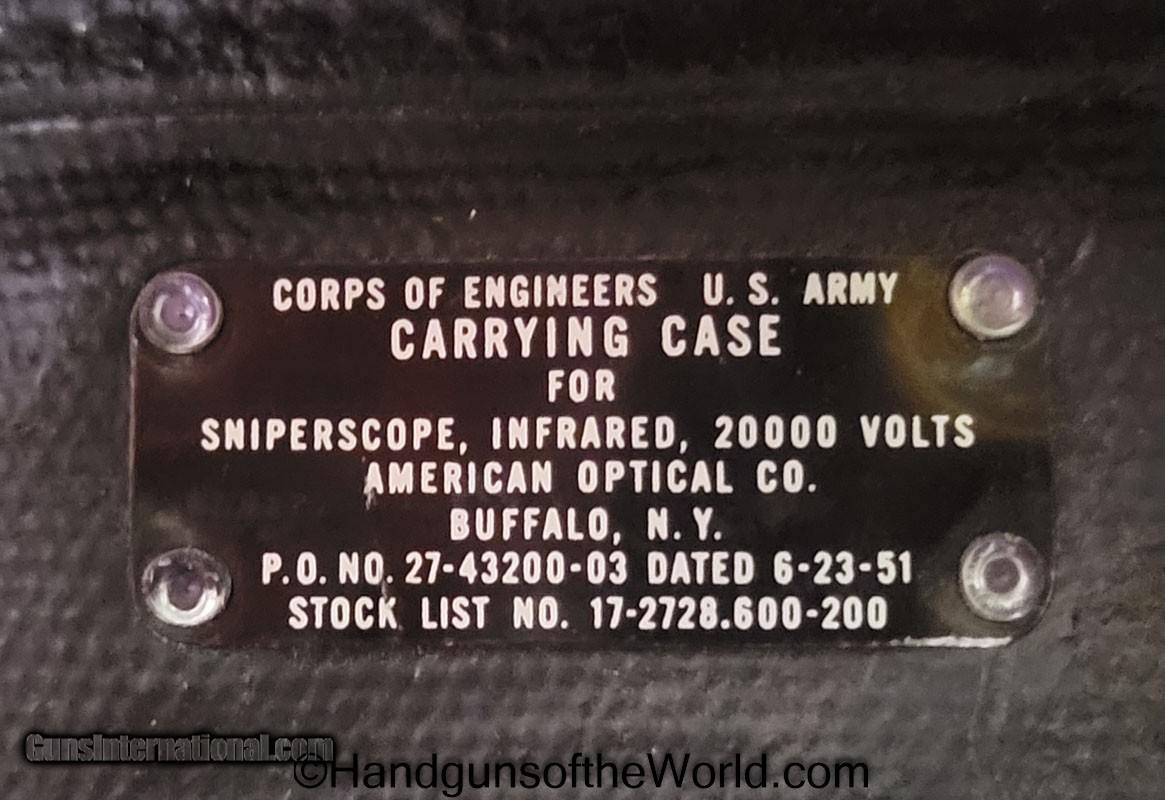 CORPS OF ENGINEERS U. S. ARMY
CARRYING CASE
FOR
SNIPERSCOPE, INFRARED, 20000 VOLTS
AMERICAN OPTICAL CO.
BUFFALO, N. Y.
P.O. NO. 27-43200-03 DATED 6-23-51
STOCK LIST NO. 17-2728.600-200
GunsInternational.com
©HandgunsoftheWorld.com